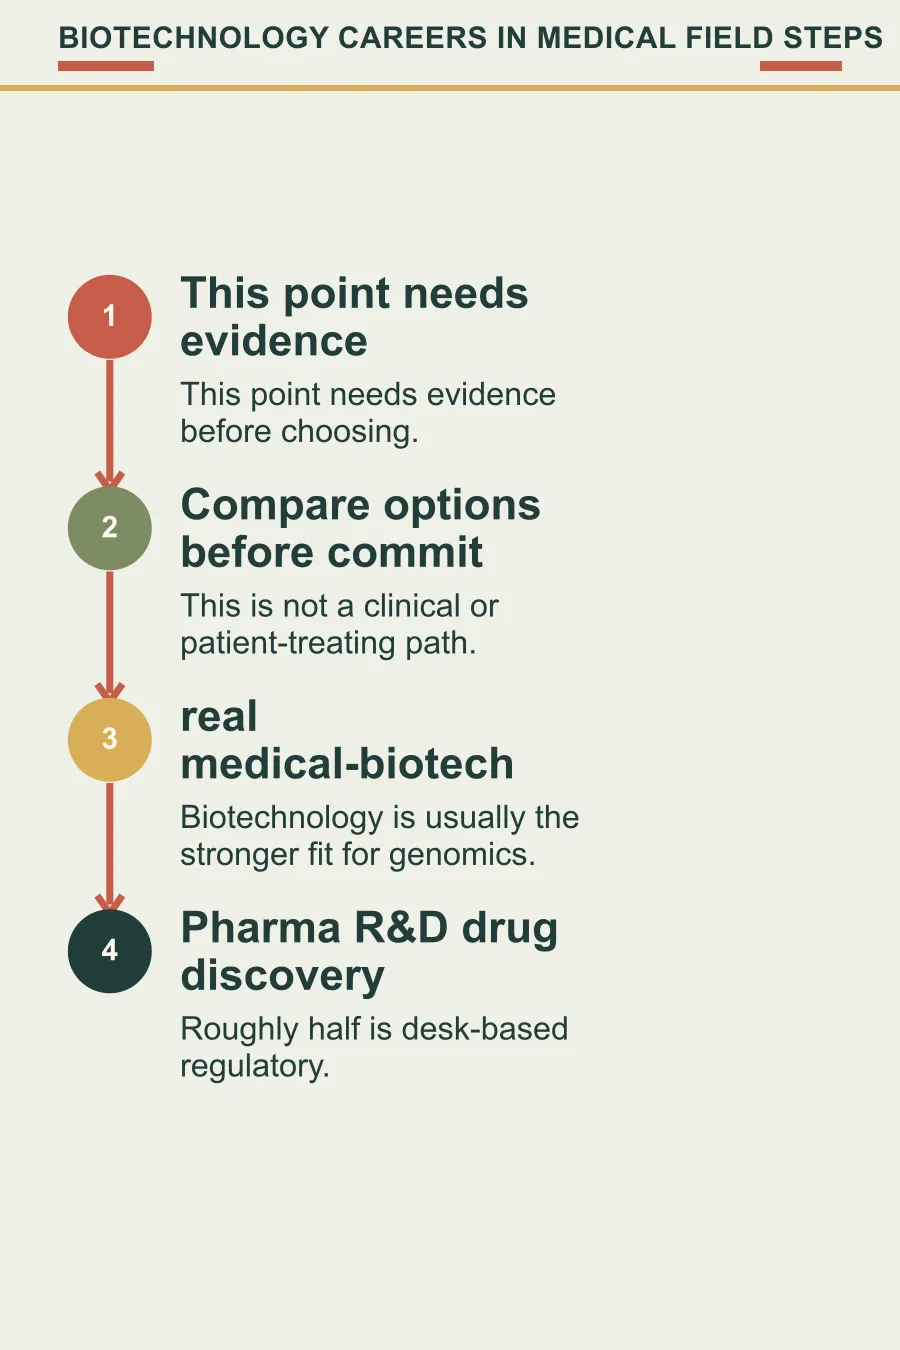 BIOTECHNOLOGY CAREERS IN MEDICAL FIELD STEPS
1
This point needs
evidence
This point needs evidence
before choosing.
2
Compare options
before commit
This is not a clinical or
patient-treating path.
3
real
medical-biotech
Biotechnology is usually the
stronger fit for genomics.
4
Pharma R&D drug
discovery
Roughly half is desk-based
regulatory.